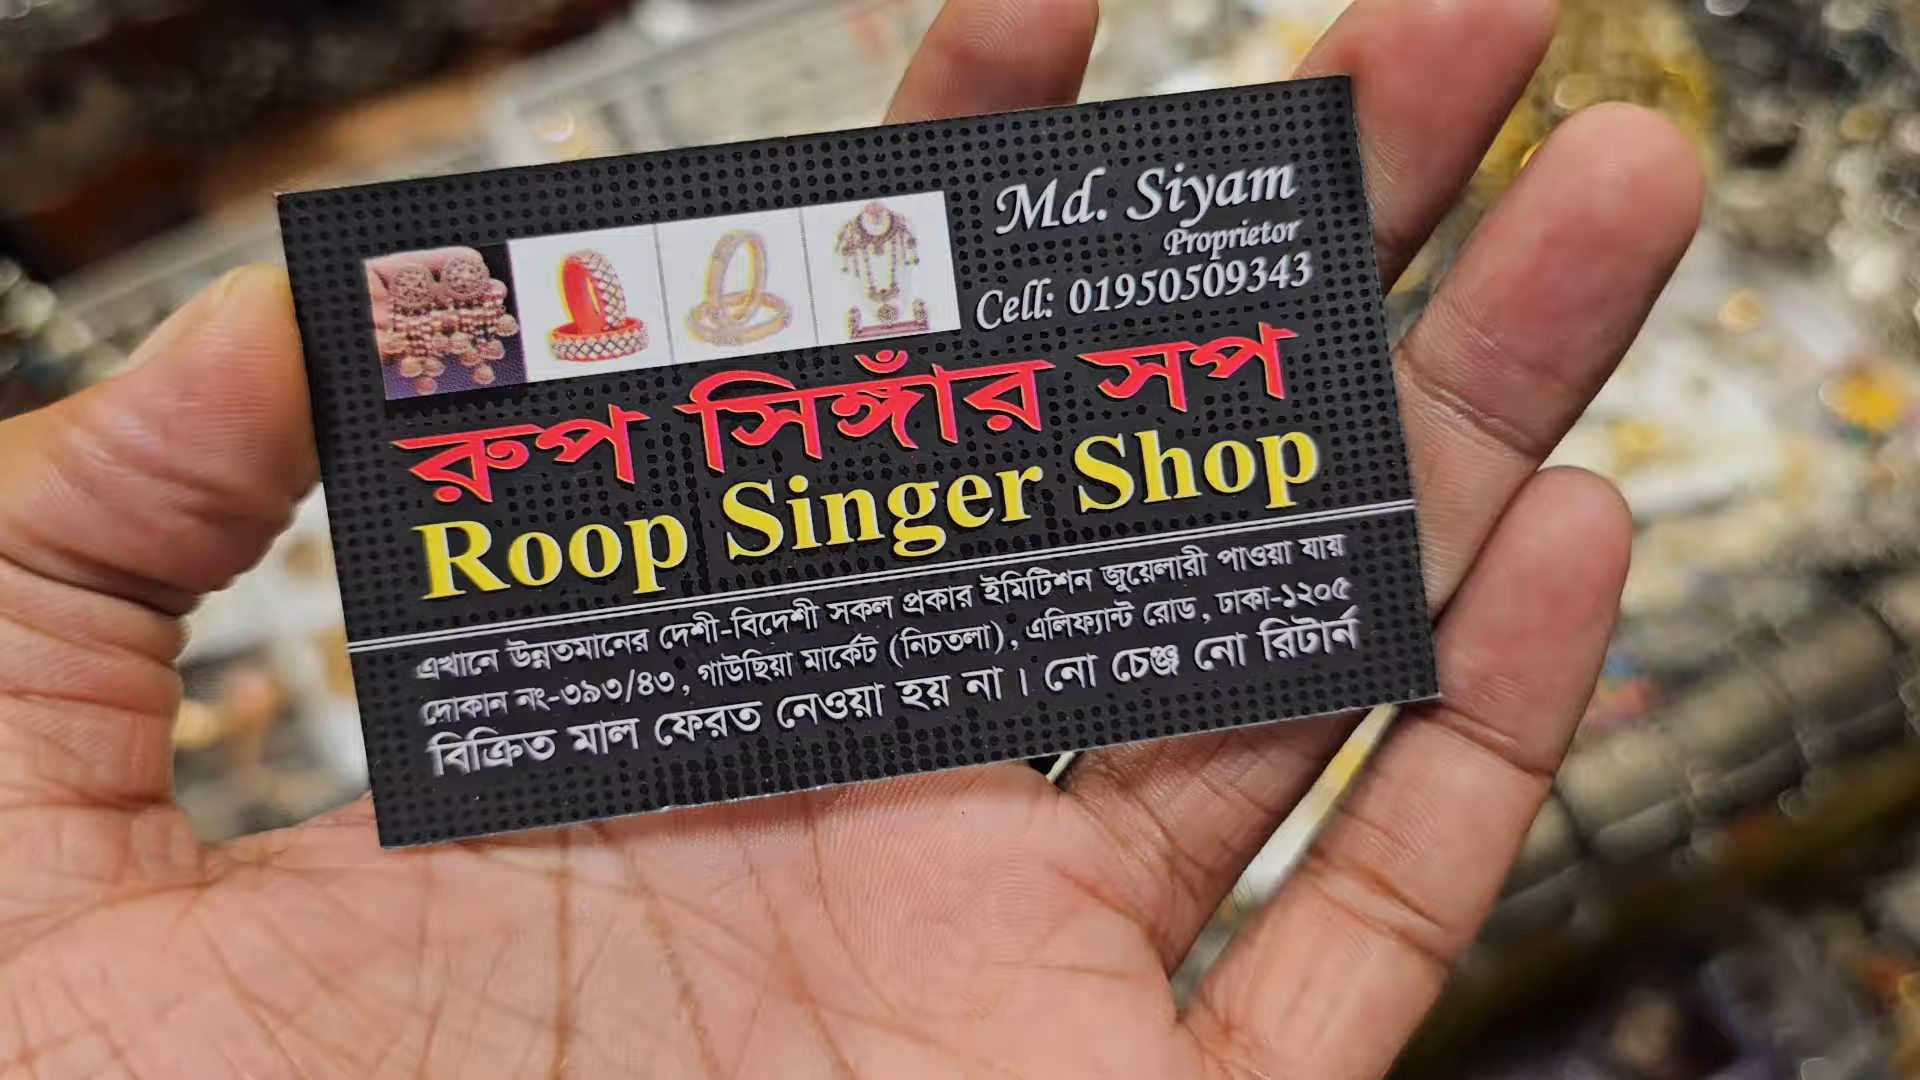 Md. Siyam
Proprietor
Cell: 01950509343
রুপ সিঙ্গাঁর সপ
Roop Singer Shop
এখানে উন্নতমানের দেশী-বিদেশী সকল প্রকার ইমিটিশন জুয়েলারী পাওয়া যায়
দোকান নং-৩৯৩/৪৩, গাউছিয়া মার্কেট (নিচতলা), এলিফ্যান্ট রোড, ঢাকা-১২০৫
বিক্রিত মাল ফেরত নেওয়া হয় না। নো চেঞ্জ নো রিটার্ন